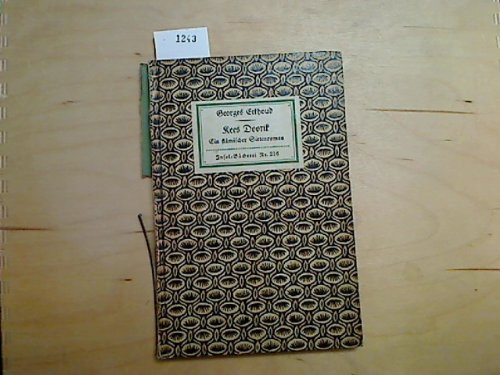 1243
Georges Eekhoud
Kees Doorik
Ein flämischer Sittenroman
Insel-Bücherei Nr. 216